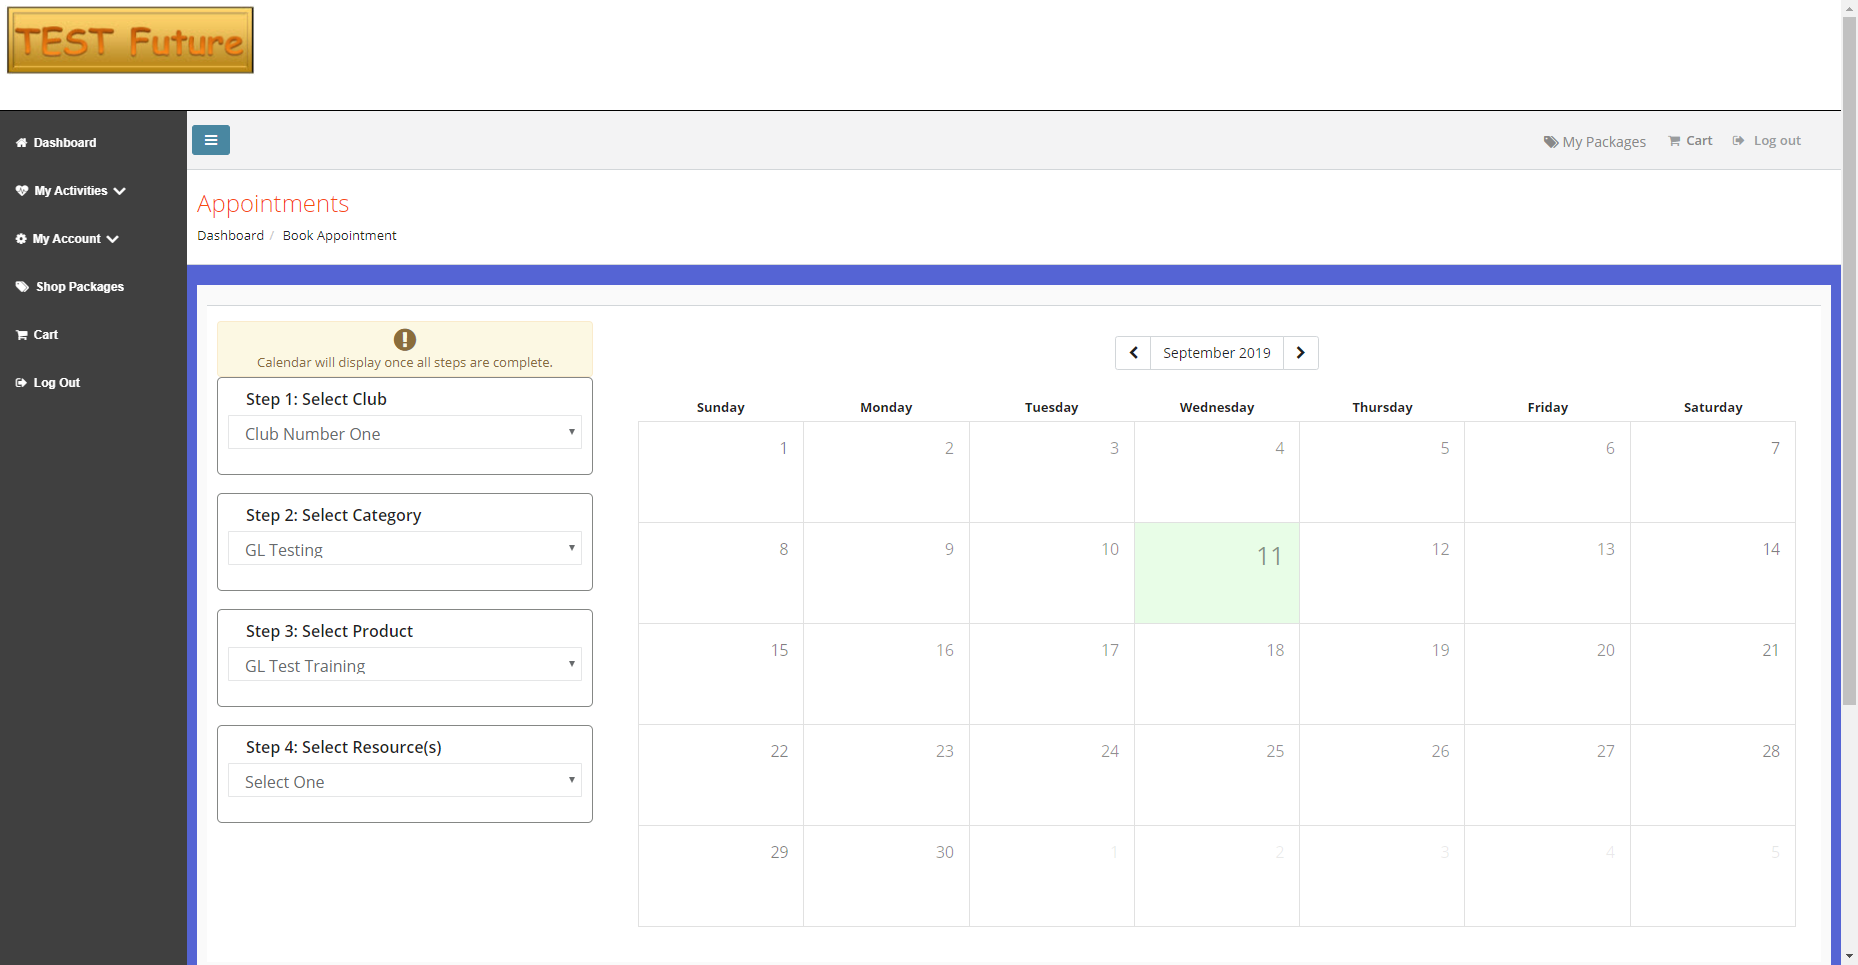 TEST Future
Dashboard
My Activities
My Account
Shop Packages
Cart
Log Out
My Packages
Cart
Log out
Appointments
Dashboard / Book Appointment
Calendar will display once all steps are complete.
Step 1: Select Club
Club Number One
Step 2: Select Category
GL Testing
Step 3: Select Product
GL Test Training
Step 4: Select Resource(s)
Select One
September 2019
Sunday Monday Tuesday Wednesday Thursday Friday Saturday
1 2 3 4 5 6 7
8 9 10 11 12 13 14
15 16 17 18 19 20 21
22 23 24 25 26 27 28
29 30 1 2 3 4 5